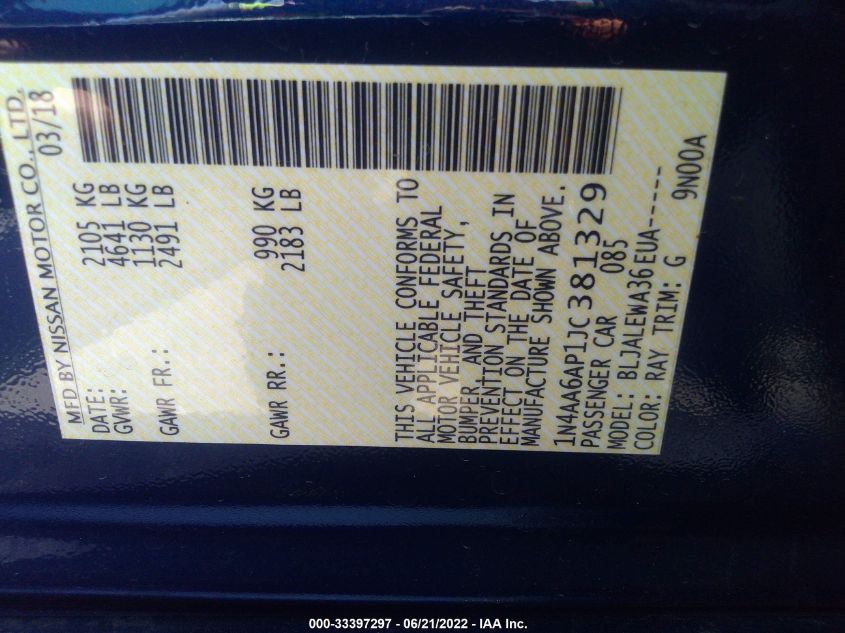 MFD BY NISSAN MOTOR CO., LTD.
DATE: 03/18
GVWR: 2105 KG
4641 LB
GAWR FR.: 1130 KG
2491 LB
GAWR RR.: 990 KG
2183 LB
THIS VEHICLE CONFORMS TO
ALL APPLICABLE FEDERAL
MOTOR VEHICLE SAFETY,
BUMPER AND THEFT
PREVENTION STANDARDS IN
EFFECT ON THE DATE OF
MANUFACTURE SHOWN ABOVE.
1N4AA6AP1JC381329
PASSENGER CAR 085
MODEL: BLJALEWA36EUA-----
COLOR: RAY TRIM: G 9N00A
000-33397297 - 06/21/2022 - IAA Inc.